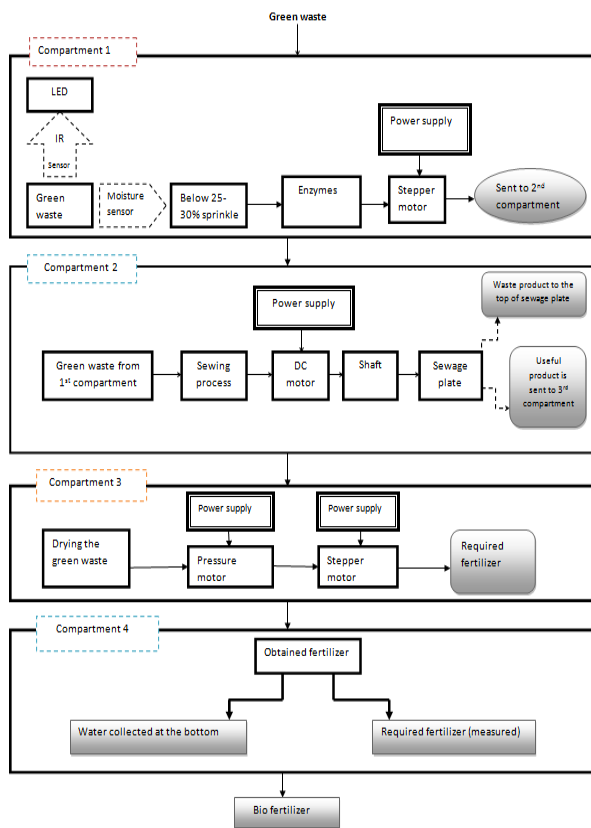 Green waste
Compartment 1
LED
IR
Sensor
Green
waste
Moisture
sensor
Below 25-
30% sprinkle
Enzymes
Power supply
Stepper
motor
Sent to 2nd
compartment
Compartment 2
Waste product to the
top of sewage plate
Power supply
Green waste from
1st compartment
Sewing
process
DC
motor
Shaft
Sewage
plate
Useful
product is
sent to 3rd
compartment
Compartment 3
Power supply
Power supply
Drying the
green waste
Pressure
motor
Stepper
motor
Required
fertilizer
Compartment 4
Obtained fertilizer
Water collected at the bottom
Required fertilizer (measured)
Bio fertilizer